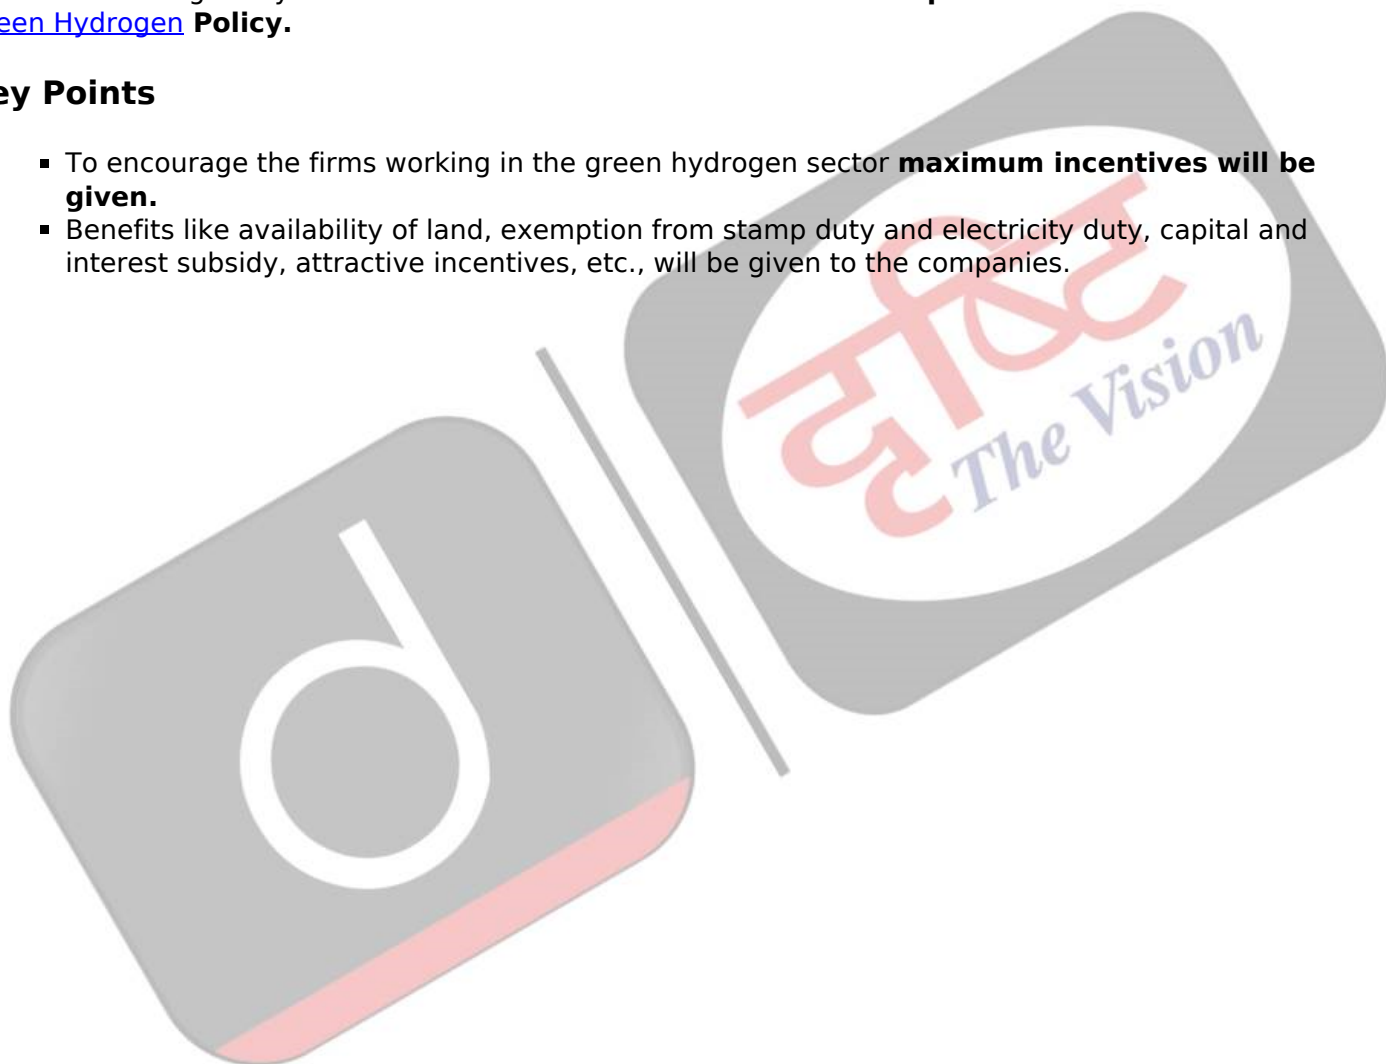 een Hydrogen Policy.
ey Points
▪ To encourage the firms working in the green hydrogen sector maximum incentives will be
given.
▪ Benefits like availability of land, exemption from stamp duty and electricity duty, capital and
interest subsidy, attractive incentives, etc., will be given to the companies.
दृष्टि
The Vision
d